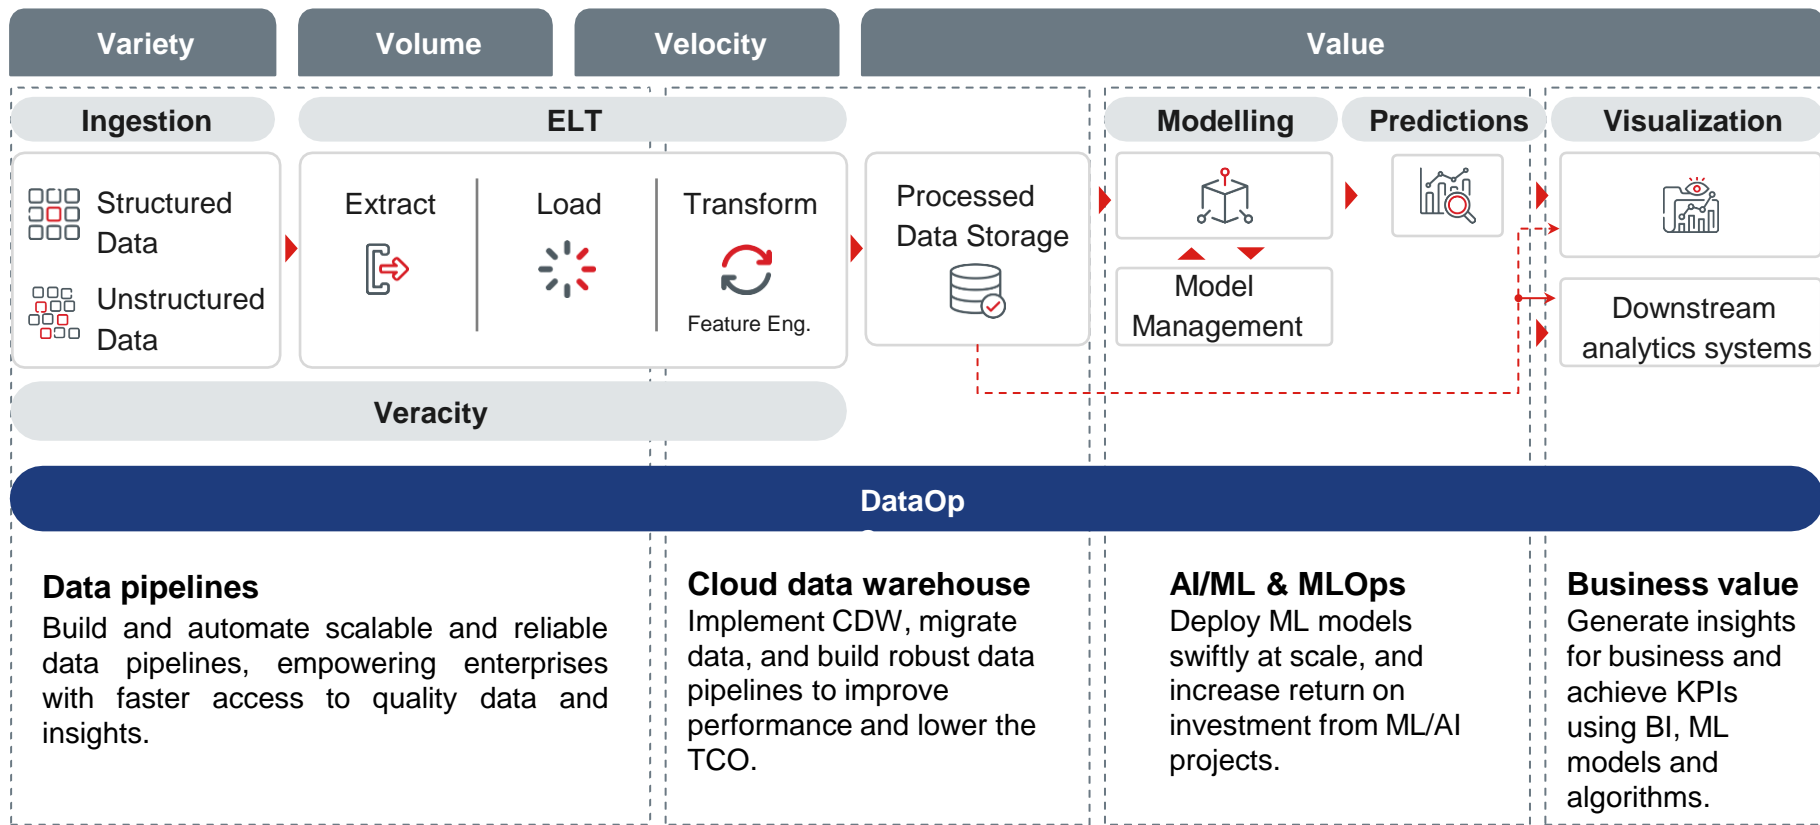 Variety
Volume
Velocity
Value
Ingestion
ELT
Modelling
Predictions
Visualization
Structured
Data
Unstructured
Data
Extract
Load
Transform
Feature Eng.
Processed
Data Storage
Model
Management
Downstream
analytics systems
Veracity
DataOp
Data pipelines
Build and automate scalable and reliable
data pipelines, empowering enterprises
with faster access to quality data and
insights.
Cloud data warehouse
Implement CDW, migrate
data, and build robust data
pipelines to improve
performance and lower the
TCO.
AI/ML & MLOps
Deploy ML models
swiftly at scale, and
increase return on
investment from ML/AI
projects.
Business value
Generate insights
for business and
achieve KPIs
using BI, ML
models and
algorithms.